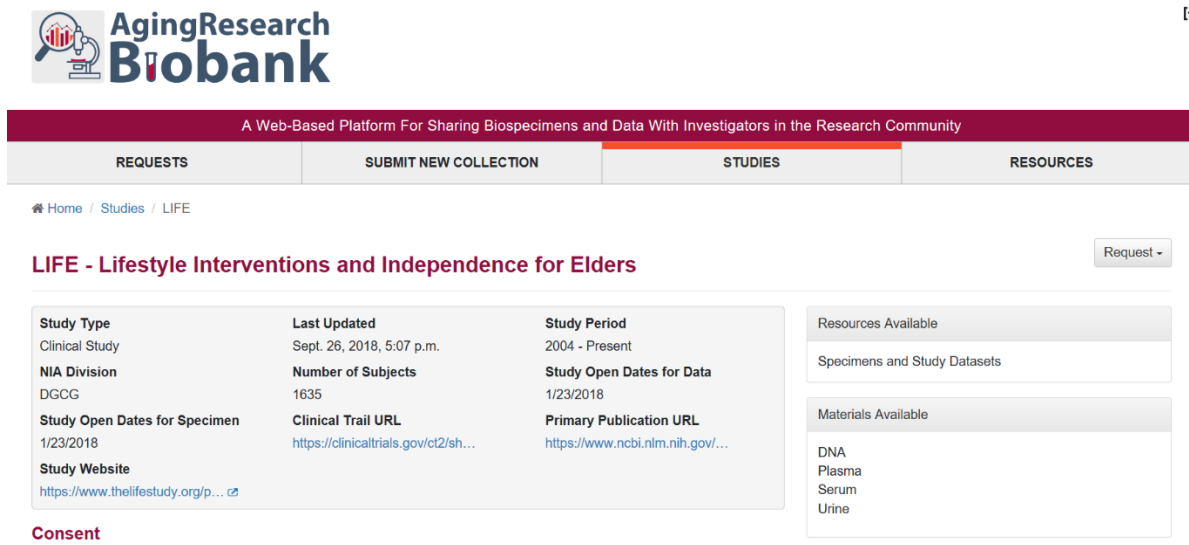 AgingResearch
Biobank
A Web-Based Platform For Sharing Biospecimens and Data With Investigators in the Research Community
REQUESTS
SUBMIT NEW COLLECTION
STUDIES
RESOURCES
Home / Studies / LIFE
LIFE - Lifestyle Interventions and Independence for Elders
Request
Study Type
Clinical Study
Last Updated
Sept. 26, 2018, 5:07 p.m.
Study Period
2004 - Present
NIA Division
DGCG
Number of Subjects
1635
Study Open Dates for Data
1/23/2018
Study Open Dates for Specimen
1/23/2018
Clinical Trail URL
https://clinicaltrials.gov/ct2/sh...
Primary Publication URL
https://www.ncbi.nlm.nih.gov/...
Study Website
https://www.thelifestudy.org/p...
Resources Available
Specimens and Study Datasets
Materials Available
DNA
Plasma
Serum
Urine
Consent